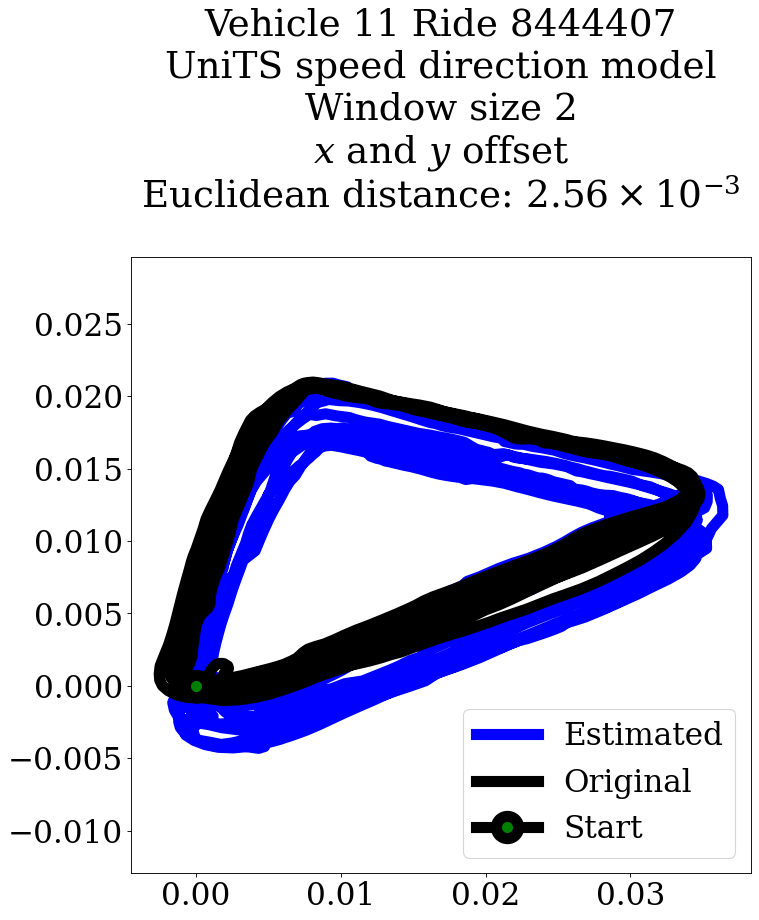 Vehicle 11 Ride 8444407
UniTS speed direction model
Window size 2
x and y offset
Euclidean distance: 2.56 × 10⁻³
0.025
0.020
0.015
0.010
0.005
0.000
−0.005
−0.010
Estimated
Original
Start
0.00 0.01 0.02 0.03